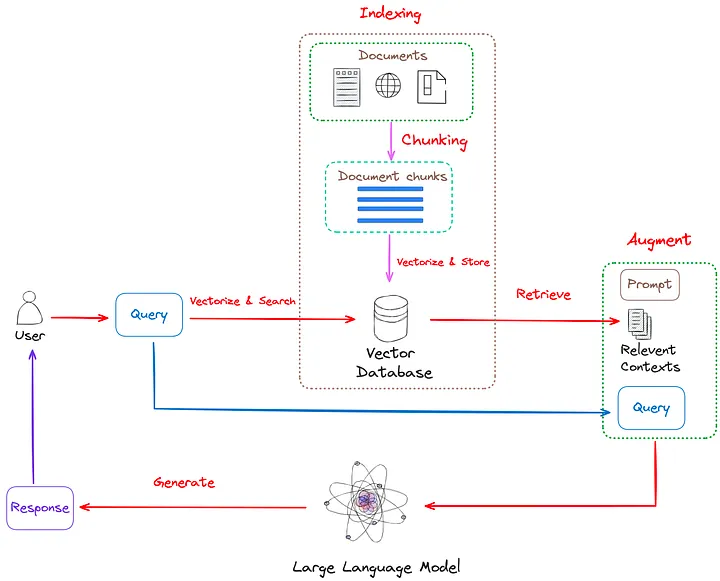 Indexing
Documents
Chunking
Document chunks
Vectorize & Store
Augment
Prompt
Retrieve
Vectorize & Search
Query
User
Vector
Database
Relevent
Contexts
Query
Generate
Response
Large Language Model